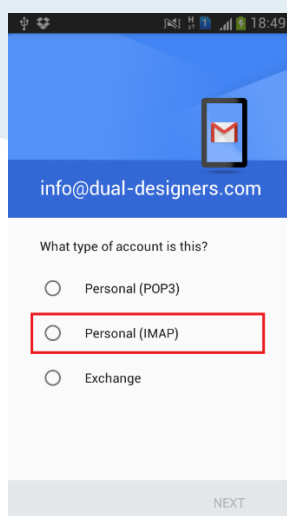 18:49
info@dual-designers.com
What type of account is this?
Personal (POP3)
Personal (IMAP)
Exchange
NEXT